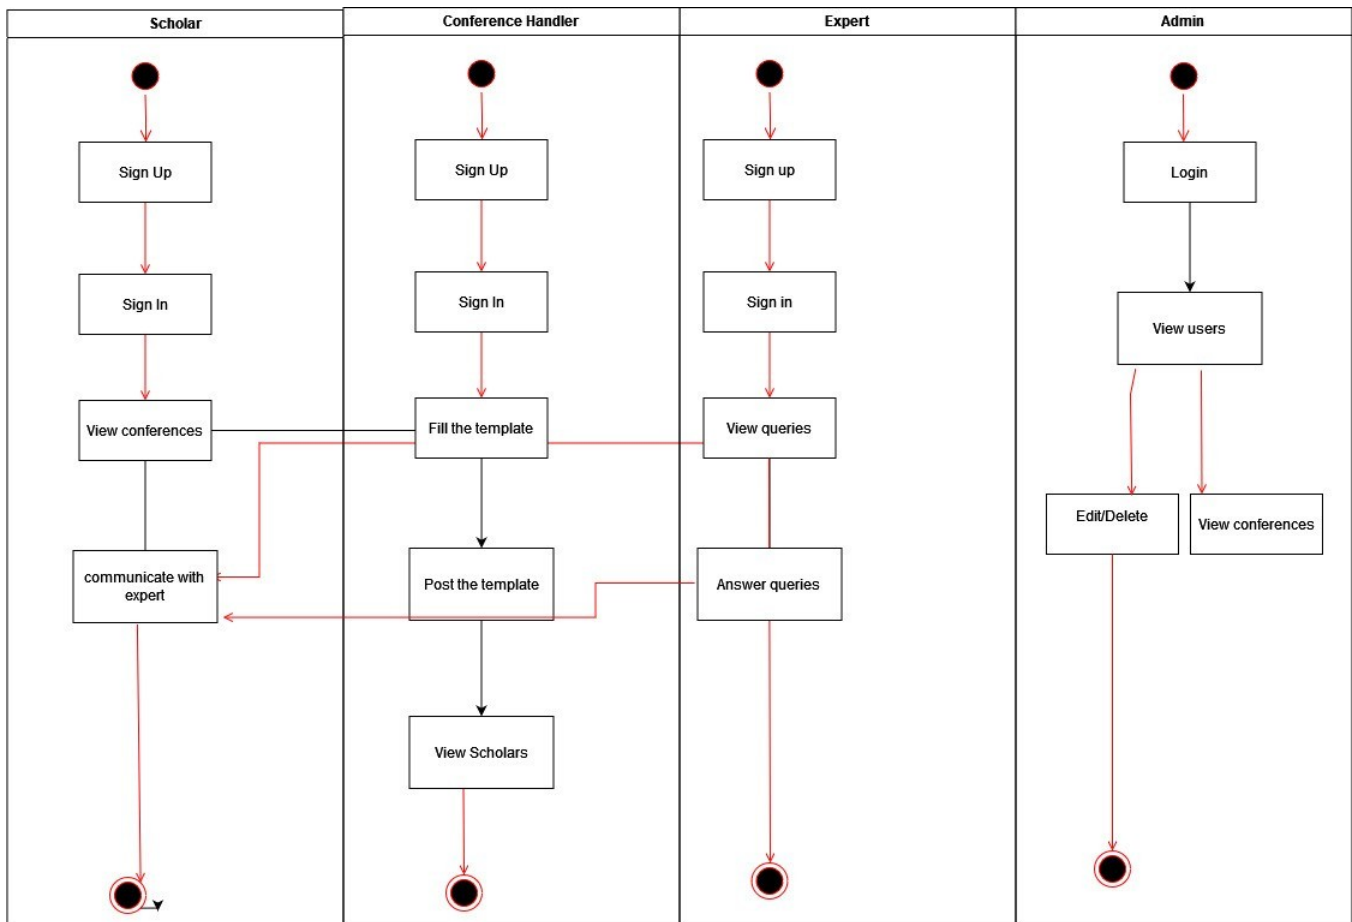 Scholar
Conference Handler
Expert
Admin
Sign Up
Sign Up
Sign up
Login
Sign In
Sign In
Sign in
View users
View conferences
Fill the template
View queries
Edit/Delete
View conferences
communicate with
expert
Post the template
Answer queries
View Scholars